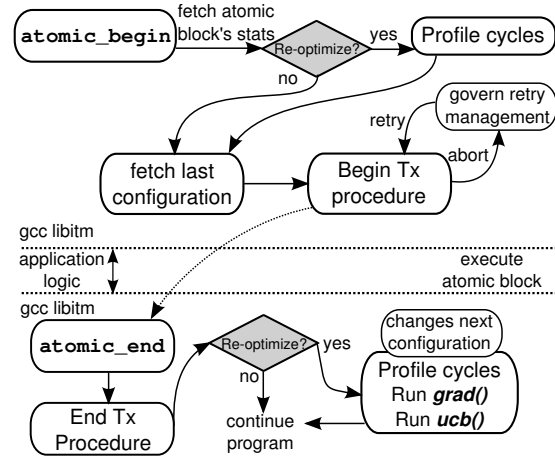 fetch atomic
block's stats
atomic_begin
Re-optimize?
yes
Profile cycles
no
govern retry
management
retry
abort
fetch last
configuration
Begin Tx
procedure
gcc libitm
application
logic
execute
atomic block
gcc libitm
atomic_end
Re-optimize?
yes
no
changes next
configuration
Profile cycles
Run grad()
Run ucb()
End Tx
Procedure
continue
program